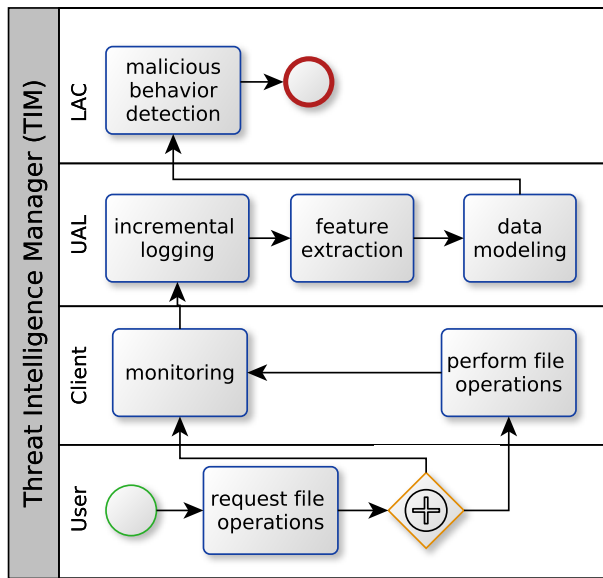 Threat Intelligence Manager (TIM)
LAC
malicious
behavior
detection
UAL
incremental
logging
feature
extraction
data
modeling
Client
monitoring
perform file
operations
User
request file
operations